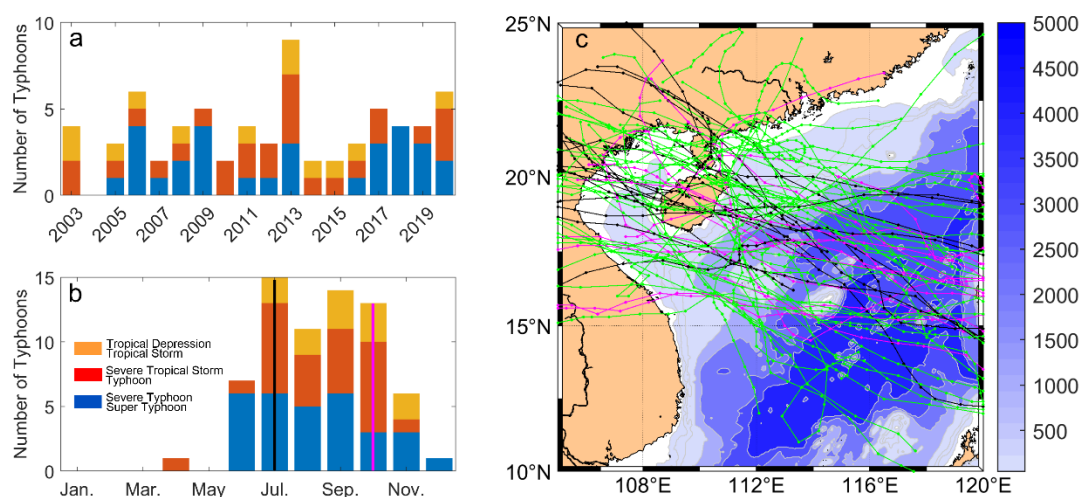 10
5
0
Number of Typhoons
a
2003
2005
2007
2009
2011
2013
2015
2017
2019
15
10
5
0
Number of Typhoons
b
Tropical Depression
Tropical Storm
Severe Tropical Storm
Typhoon
Severe Typhoon
Super Typhoon
Jan.
Mar.
May
Jul.
Sep.
Nov.
c
25°N
20°N
15°N
10°N
108°E
112°E
116°E
120°E
5000
4500
4000
3500
3000
2500
2000
1500
1000
500